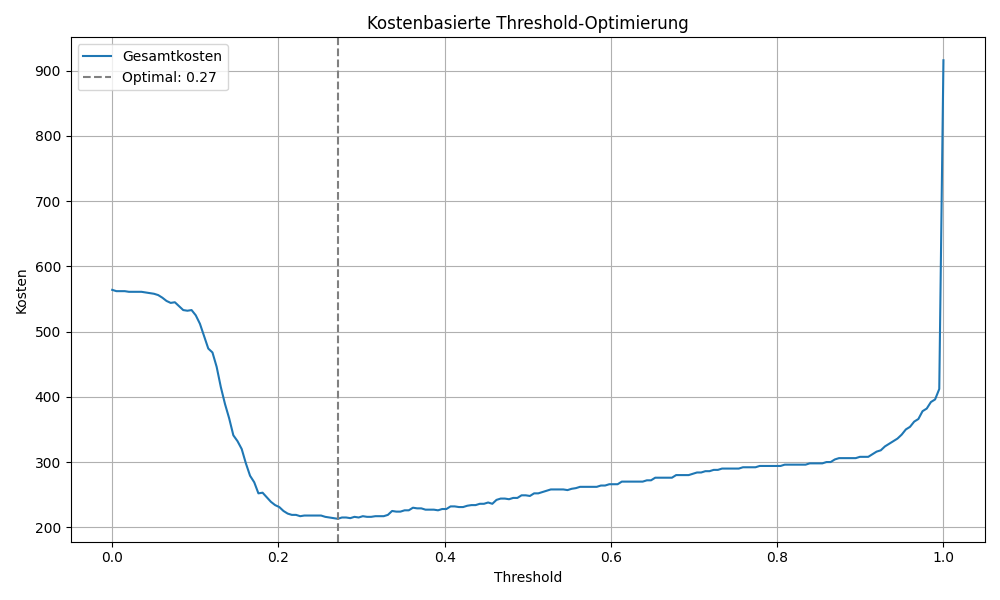 Kostenbasierte Threshold-Optimierung
Gesamtkosten
Optimal: 0.27
900
800
700
600
500
400
300
200
Kosten
0.0 0.2 0.4 0.6 0.8 1.0
Threshold